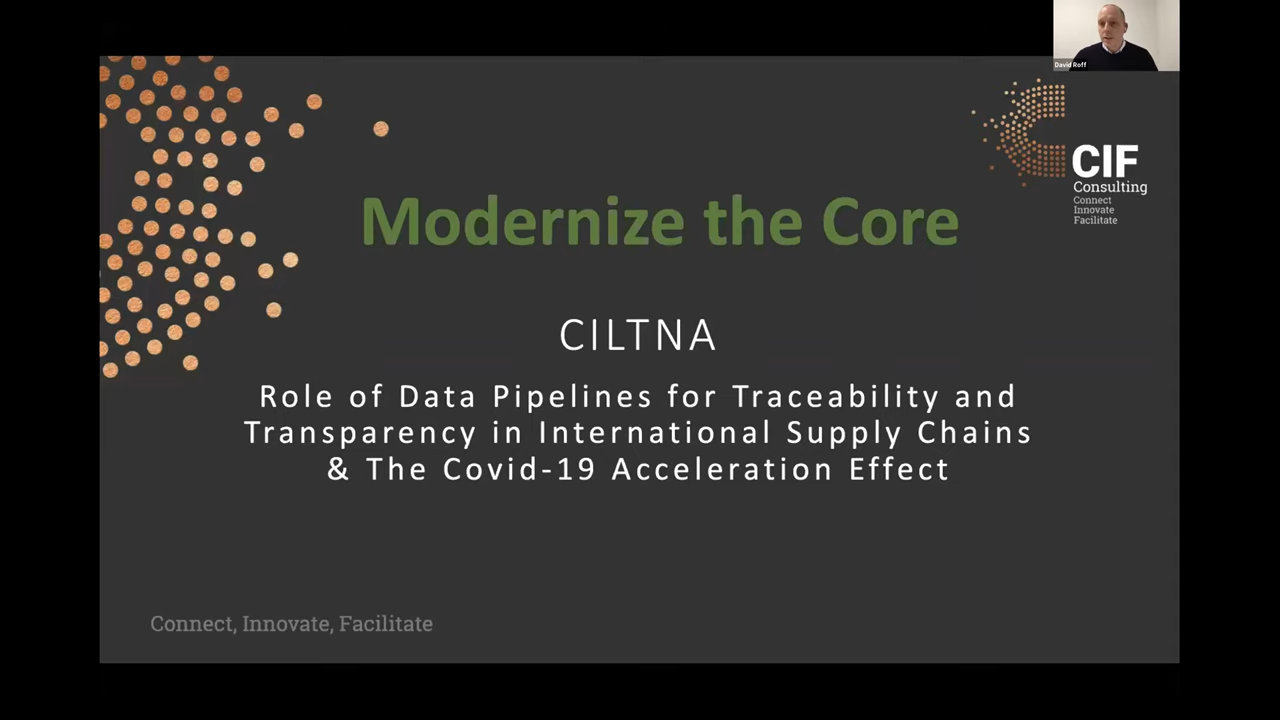 David Roff
CIF
Consulting
Connect
Innovate
Facilitate
Modernize the Core
CILTNA
Role of Data Pipelines for Traceability and
Transparency in International Supply Chains
& The Covid-19 Acceleration Effect
Connect, Innovate, Facilitate